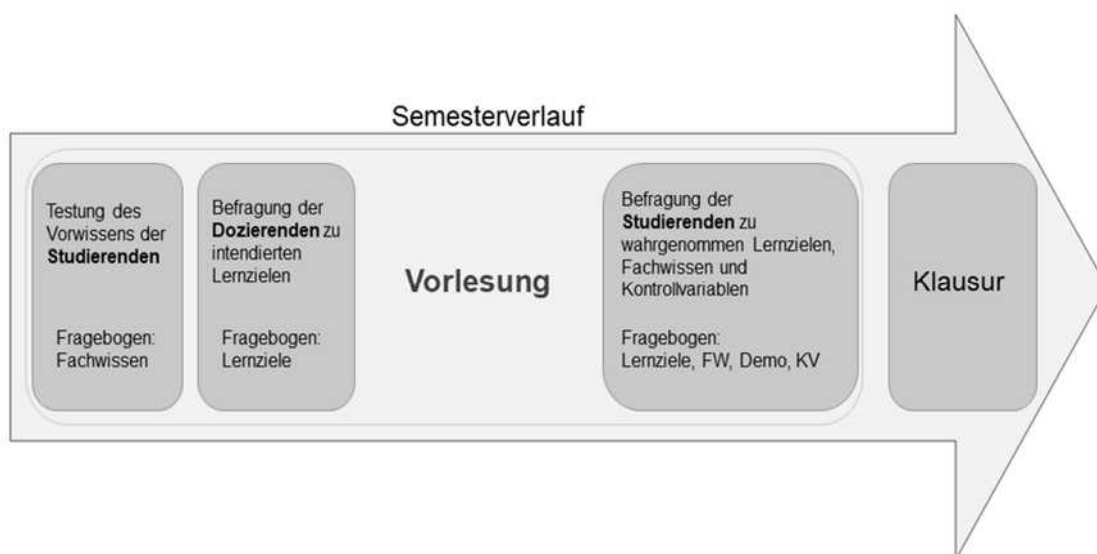 Semesterverlauf
Testung des
Vorwissens der
Studierenden
Fragebogen:
Fachwissen
Befragung der
Dozierenden zu
intendierten
Lernzielen
Fragebogen:
Lernziele
Vorlesung
Befragung der
Studierenden zu
wahrgenommen Lernzielen,
Fachwissen und
Kontrollvariablen
Fragebogen:
Lernziele, FW, Demo, KV
Klausur